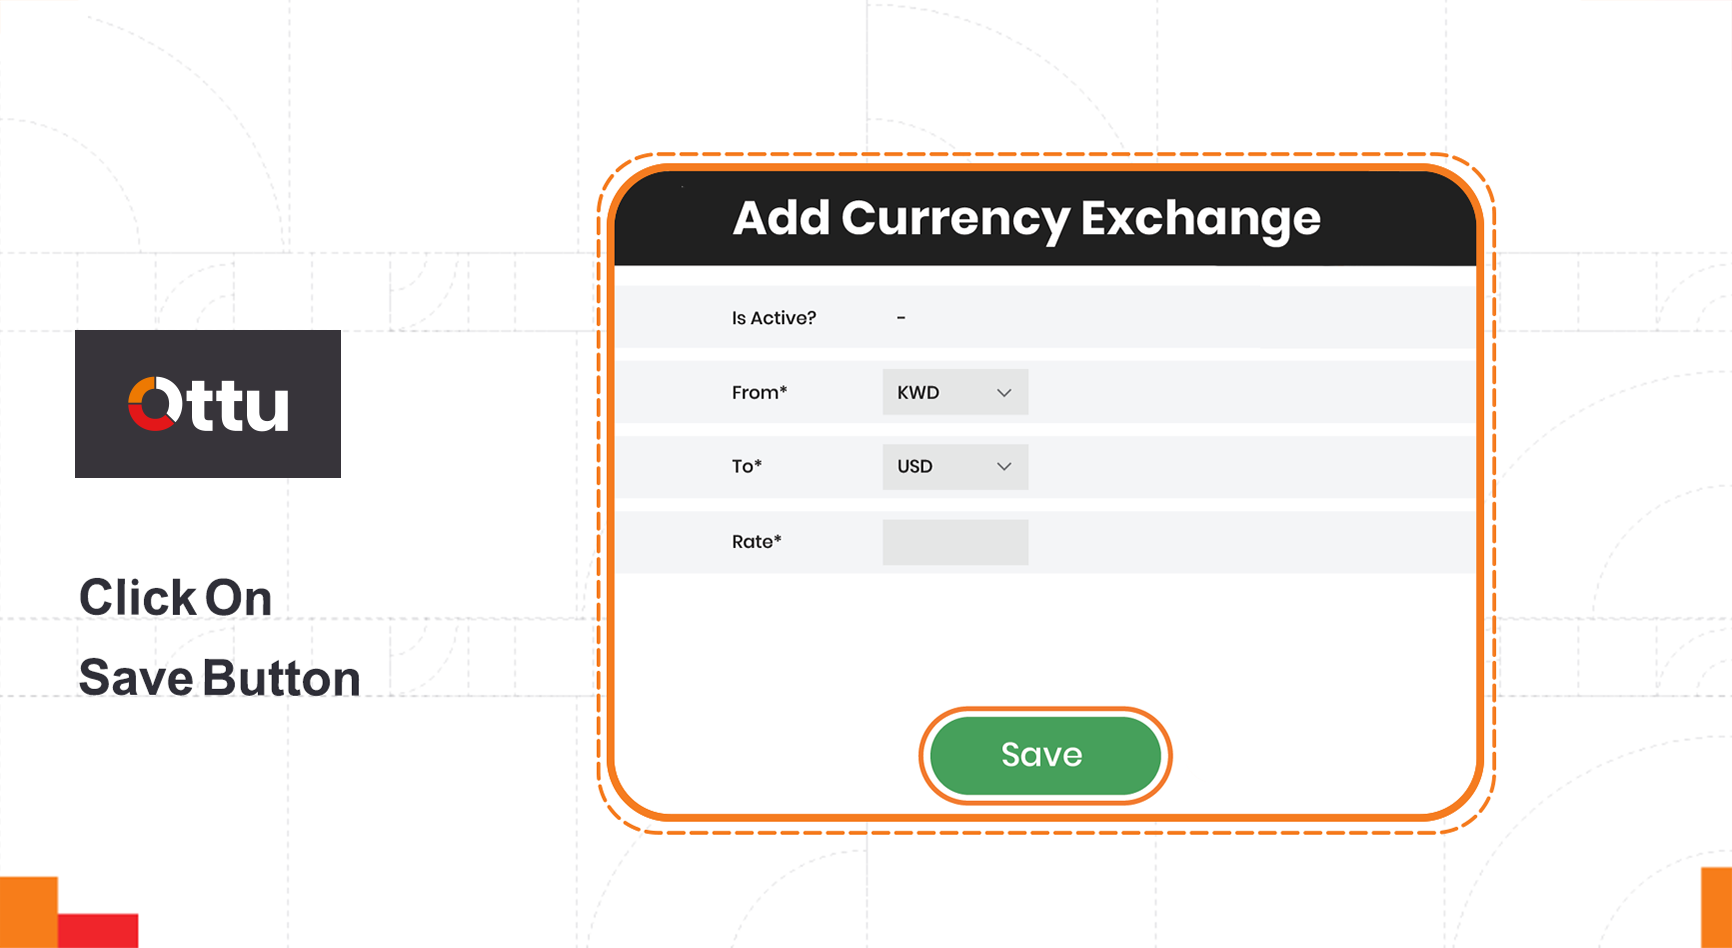 Ottu
Click On
Save Button
Add Currency Exchange
Is Active? -
From* KWD
To* USD
Rate*
Save